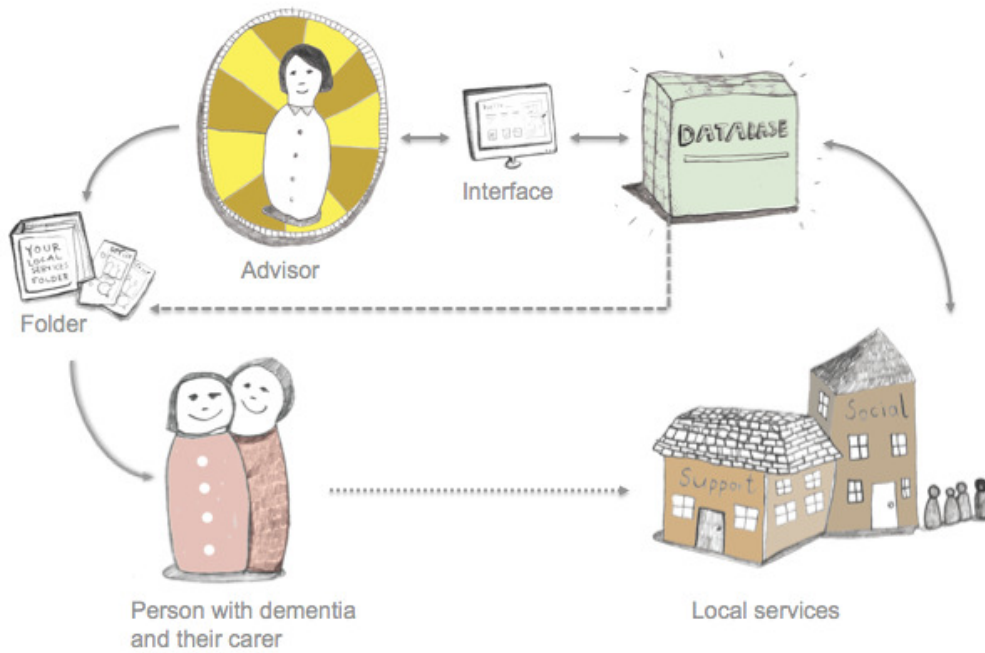 DATABASE
Interface
Advisor
YOUR
LOCAL
SERVICES
FOLDER
Folder
Social
Support
Person with dementia
and their carer
Local services